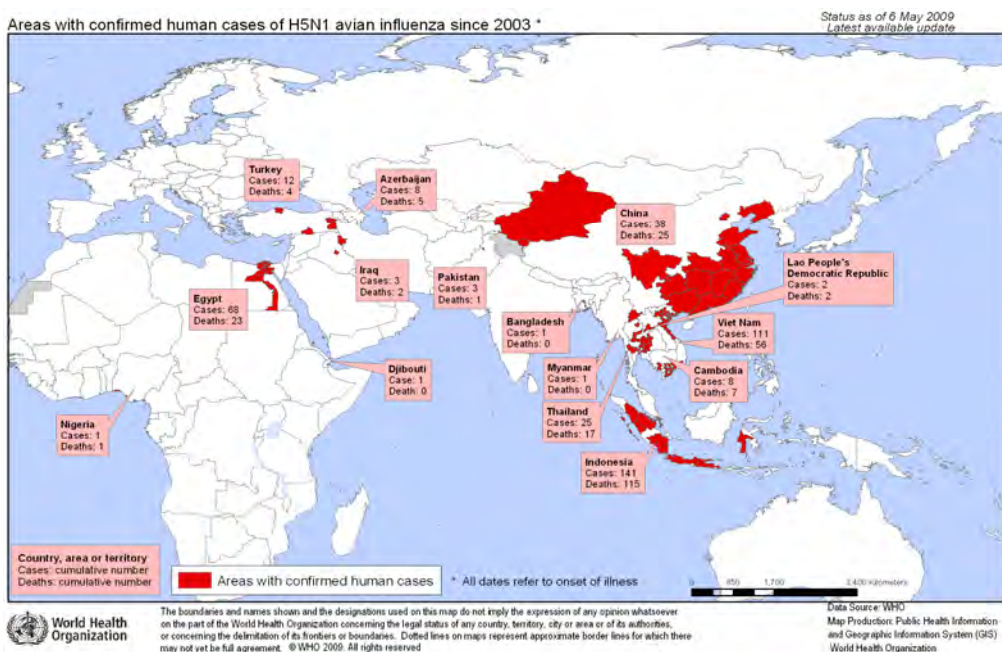 Areas with confirmed human cases of H5N1 avian influenza since 2003 *
Status as of 6 May 2009
Latest available update
Turkey
Cases: 12
Deaths: 4
Azerbaijan
Cases: 8
Deaths: 5
China
Cases: 38
Deaths: 25
Lao People's
Democratic Republic
Cases: 2
Deaths: 2
Iraq
Cases: 3
Deaths: 2
Pakistan
Cases: 3
Deaths: 1
Egypt
Cases: 68
Deaths: 23
Bangladesh
Cases: 1
Deaths: 0
Viet Nam
Cases: 111
Deaths: 56
Djibouti
Case: 1
Death: 0
Myanmar
Cases: 1
Deaths: 0
Cambodia
Cases: 8
Deaths: 7
Nigeria
Cases: 1
Deaths: 1
Thailand
Cases: 25
Deaths: 17
Indonesia
Cases: 141
Deaths: 115
Country, area or territory
Cases: cumulative number
Deaths: cumulative number
Areas with confirmed human cases
* All dates refer to onset of illness
0 850 1,700 2,400 Kilometers
World Health
Organization
The boundaries and names shown and the designations used on this map do not imply the expression of any opinion whatsoever
on the part of the World Health Organization concerning the legal status of any country, territory, city or area or of its authorities,
or concerning the delimitation of its frontiers or boundaries. Dotted lines on maps represent approximate border lines for which there
may not yet be full agreement. © WHO 2009. All rights reserved
Data Source: WHO
Map Production: Public Health Information
and Geographic Information System (GIS)
World Health Organization